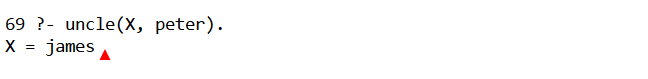 69 ?- uncle(X, peter).
X = james